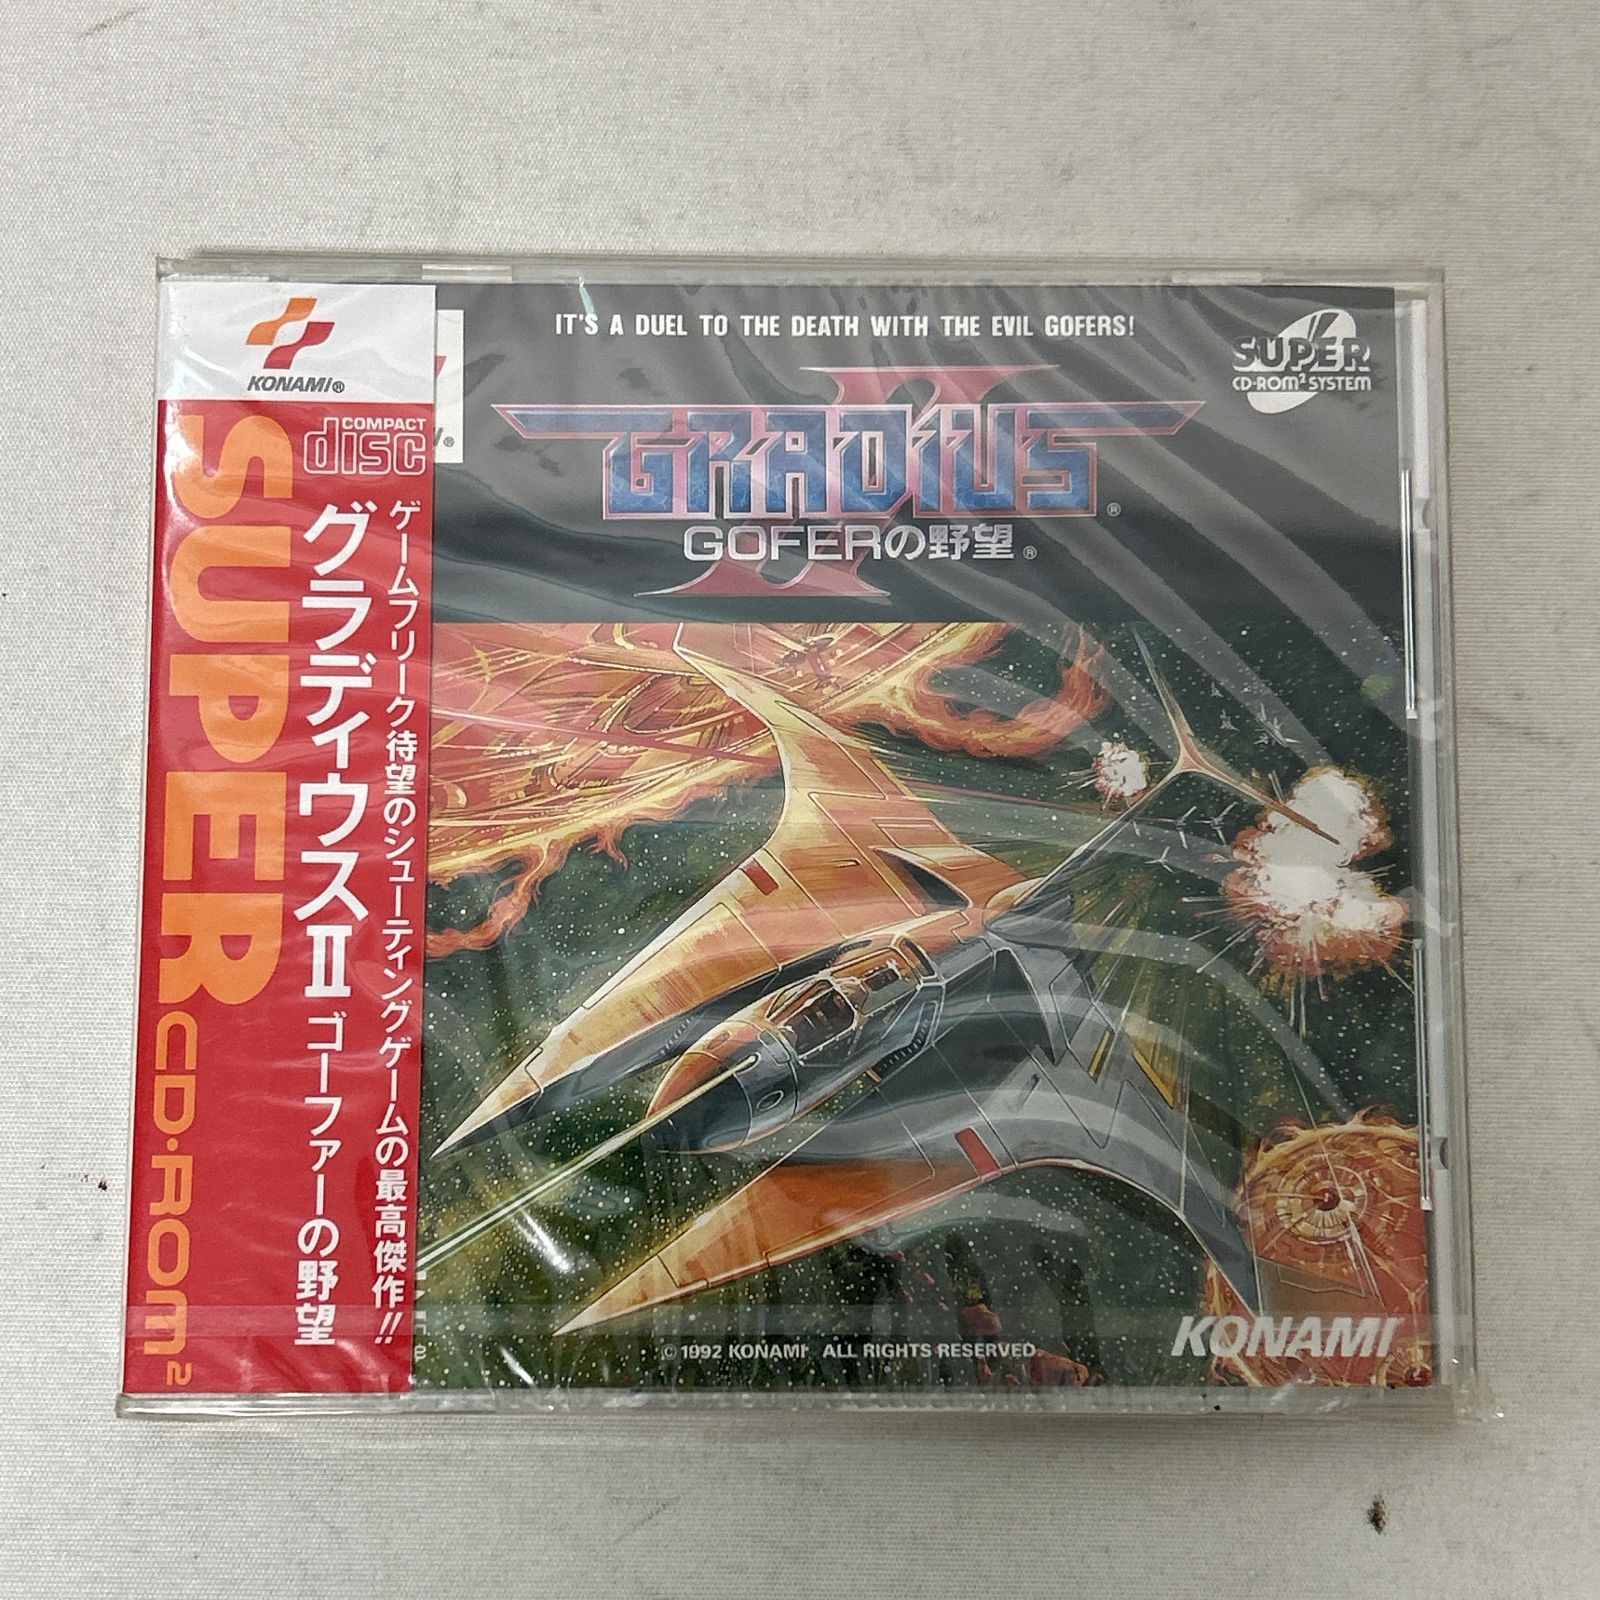 KONAMI®
COMPACT
disc
SUPER CD·ROM2
ゲームフリーク待望のシューティングゲームの最高傑作!!
グラディウスII ゴーファーの野望
IT'S A DUEL TO THE DEATH WITH THE EVIL GOFERS!
SUPER
CD-ROM2 SYSTEM
GRADIUS®
II
GOFERの野望®
© 1992 KONAMI ALL RIGHTS RESERVED.
KONAMI